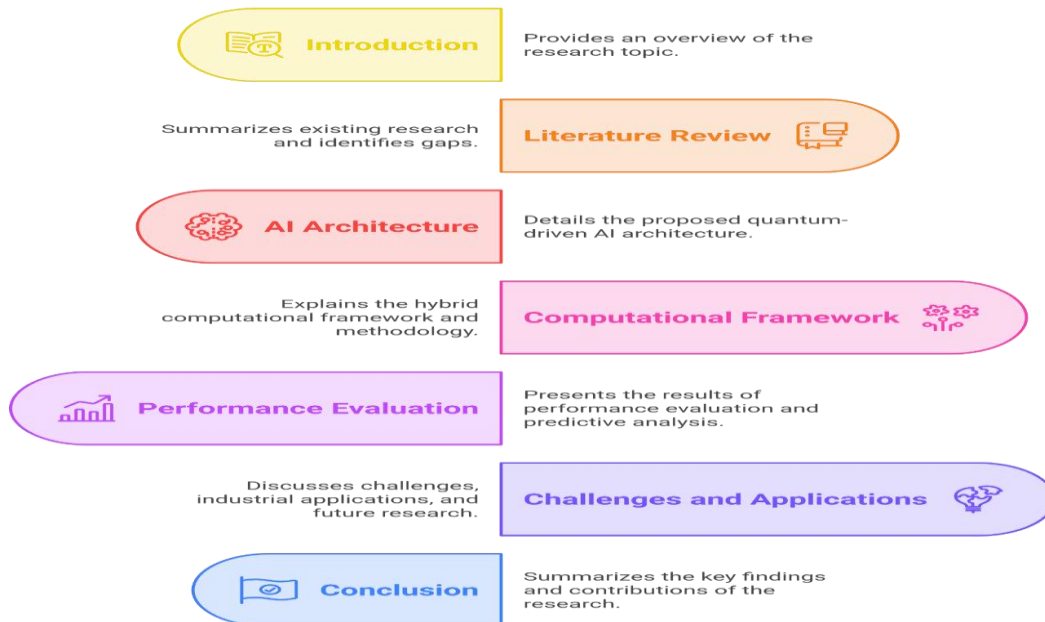 Introduction
Provides an overview of the
research topic.
Summarizes existing research
and identifies gaps.
Literature Review
AI Architecture
Details the proposed quantum-
driven AI architecture.
Explains the hybrid
computational framework and
methodology.
Computational Framework
Performance Evaluation
Presents the results of
performance evaluation and
predictive analysis.
Discusses challenges,
industrial applications, and
future research.
Challenges and Applications
Conclusion
Summarizes the key findings
and contributions of the
research.